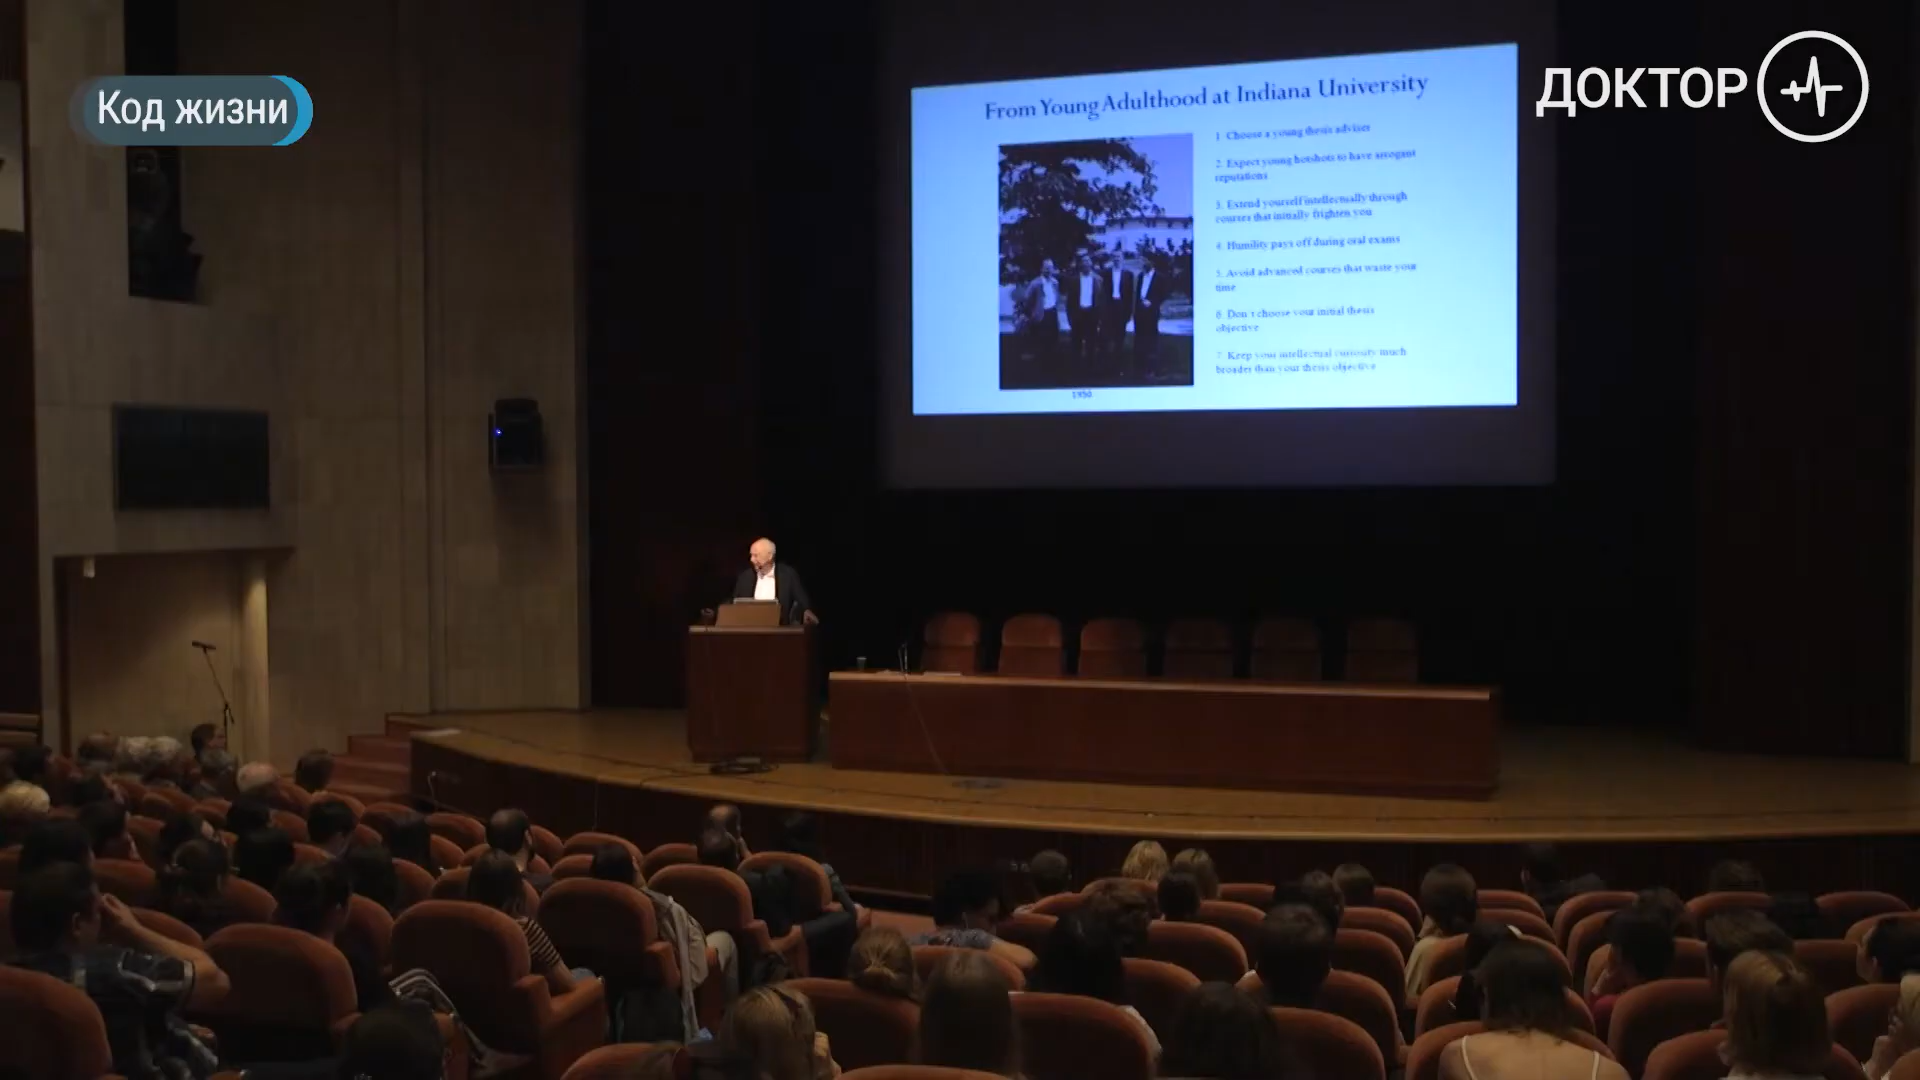 Код жизни
ДОКТОР
From Young Adulthood at Indiana University
1. Choose a young thesis adviser
2. Expect young hotshots to have arrogant
reputations
3. Extend yourself intellectually through
courses that initially frighten you
4. Humility pays off during oral exams
5. Avoid advanced courses that waste your
time
6. Don't choose your initial thesis
objective
7. Keep your intellectual curiosity much
broader than your thesis objective
1950